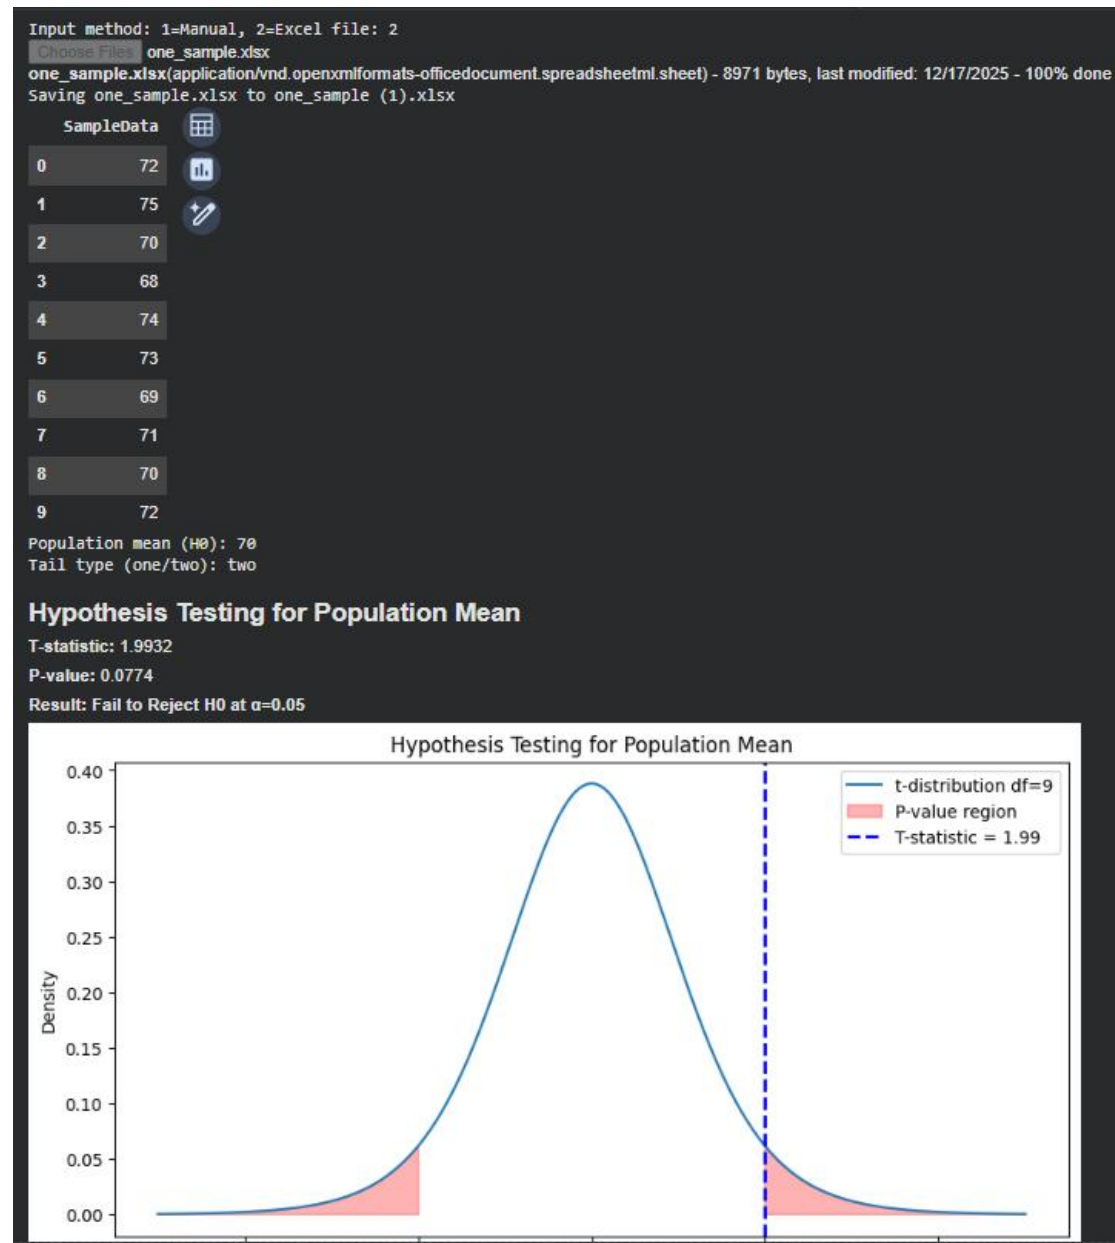 Input method: 1=Manual, 2=Excel file: 2
Choose Files one_sample.xlsx
one_sample.xlsx(application/vnd.openxmlformats-officedocument.spreadsheetml.sheet) - 8971 bytes, last modified: 12/17/2025 - 100% done
Saving one_sample.xlsx to one_sample (1).xlsx
SampleData
0 72
1 75
2 70
3 68
4 74
5 73
6 69
7 71
8 70
9 72
Population mean (H0): 70
Tail type (one/two): two
Hypothesis Testing for Population Mean
T-statistic: 1.9932
P-value: 0.0774
Result: Fail to Reject H0 at α=0.05
Hypothesis Testing for Population Mean
t-distribution df=9
P-value region
T-statistic = 1.99
0.40
0.35
0.30
0.25
0.20
0.15
0.10
0.05
0.00
Density